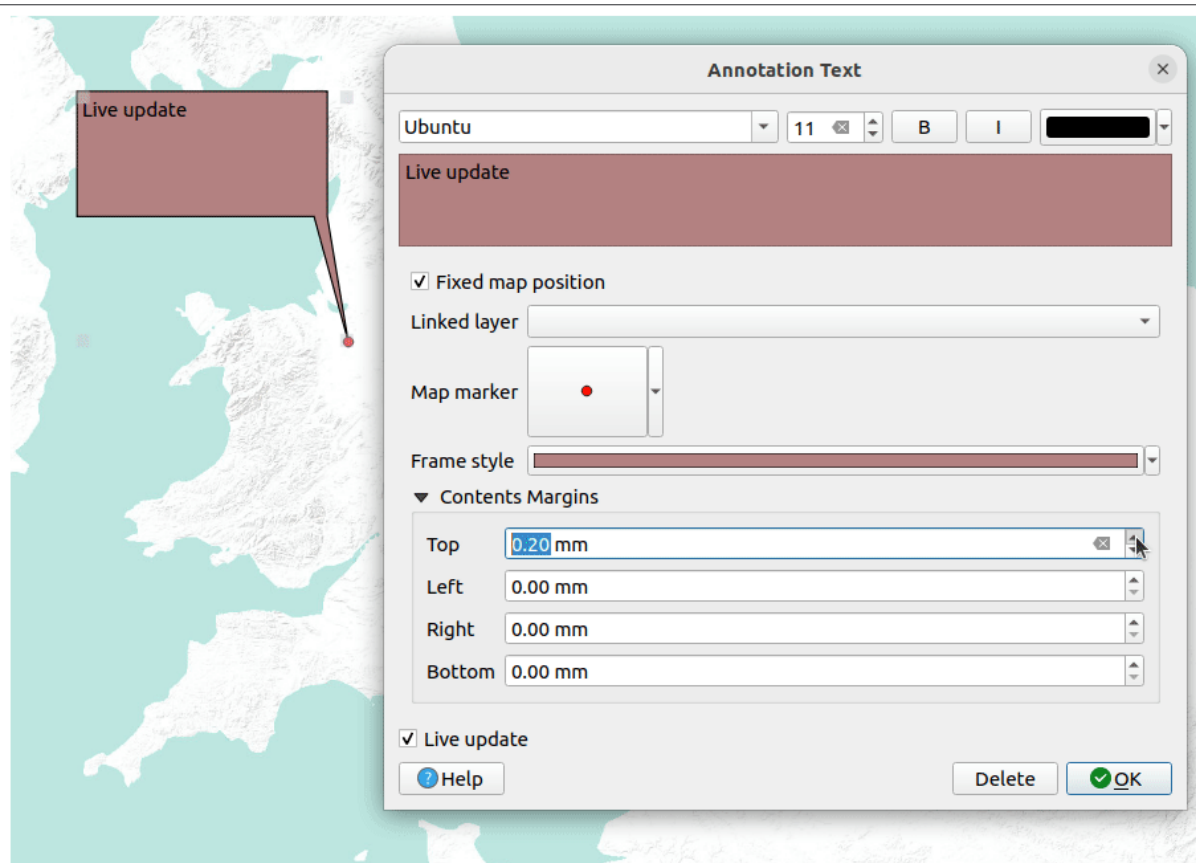 Annotation Text
Live update
Ubuntu
11
B
I
Live update
Fixed map position
Linked layer
Map marker
Frame style
Contents Margins
Top 0.20 mm
Left 0.00 mm
Right 0.00 mm
Bottom 0.00 mm
Live update
Help
Delete
OK